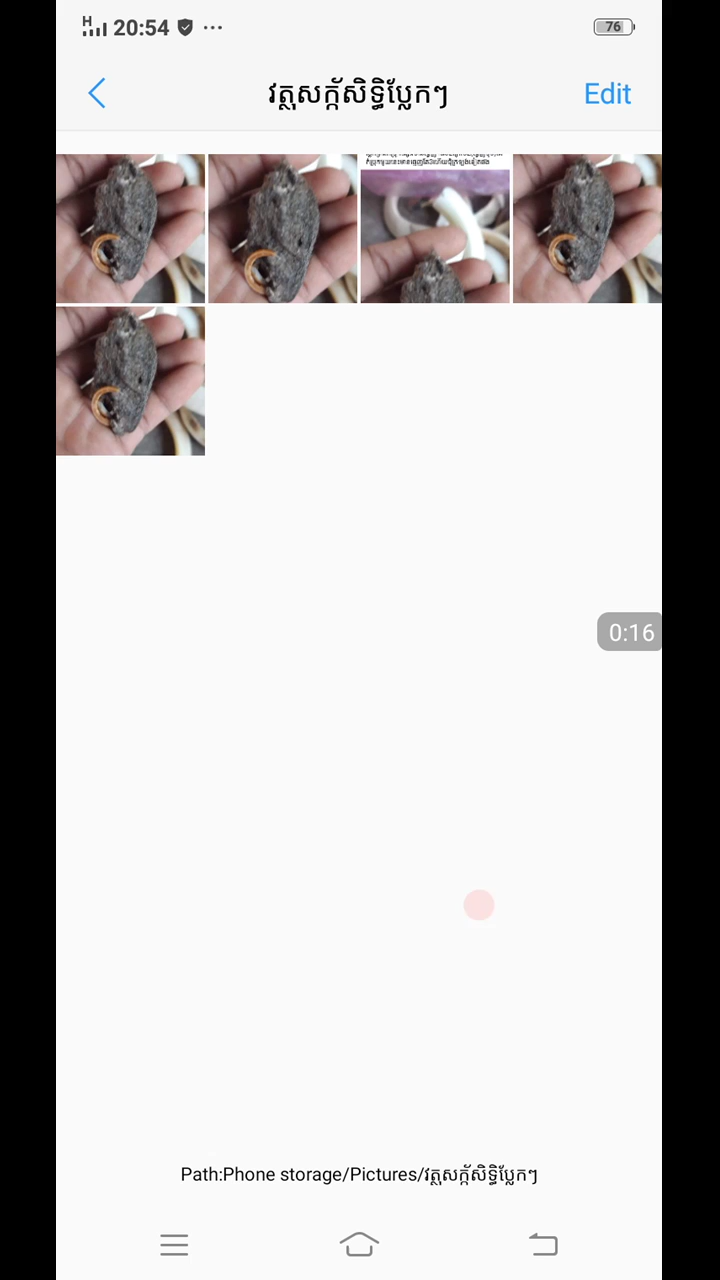 H 20:54 ... 76
វត្ថុសក្ត័សិទ្ធិប្លែកៗ Edit
0:16
Path:Phone storage/Pictures/វត្ថុសក្ត័សិទ្ធិប្លែកៗ